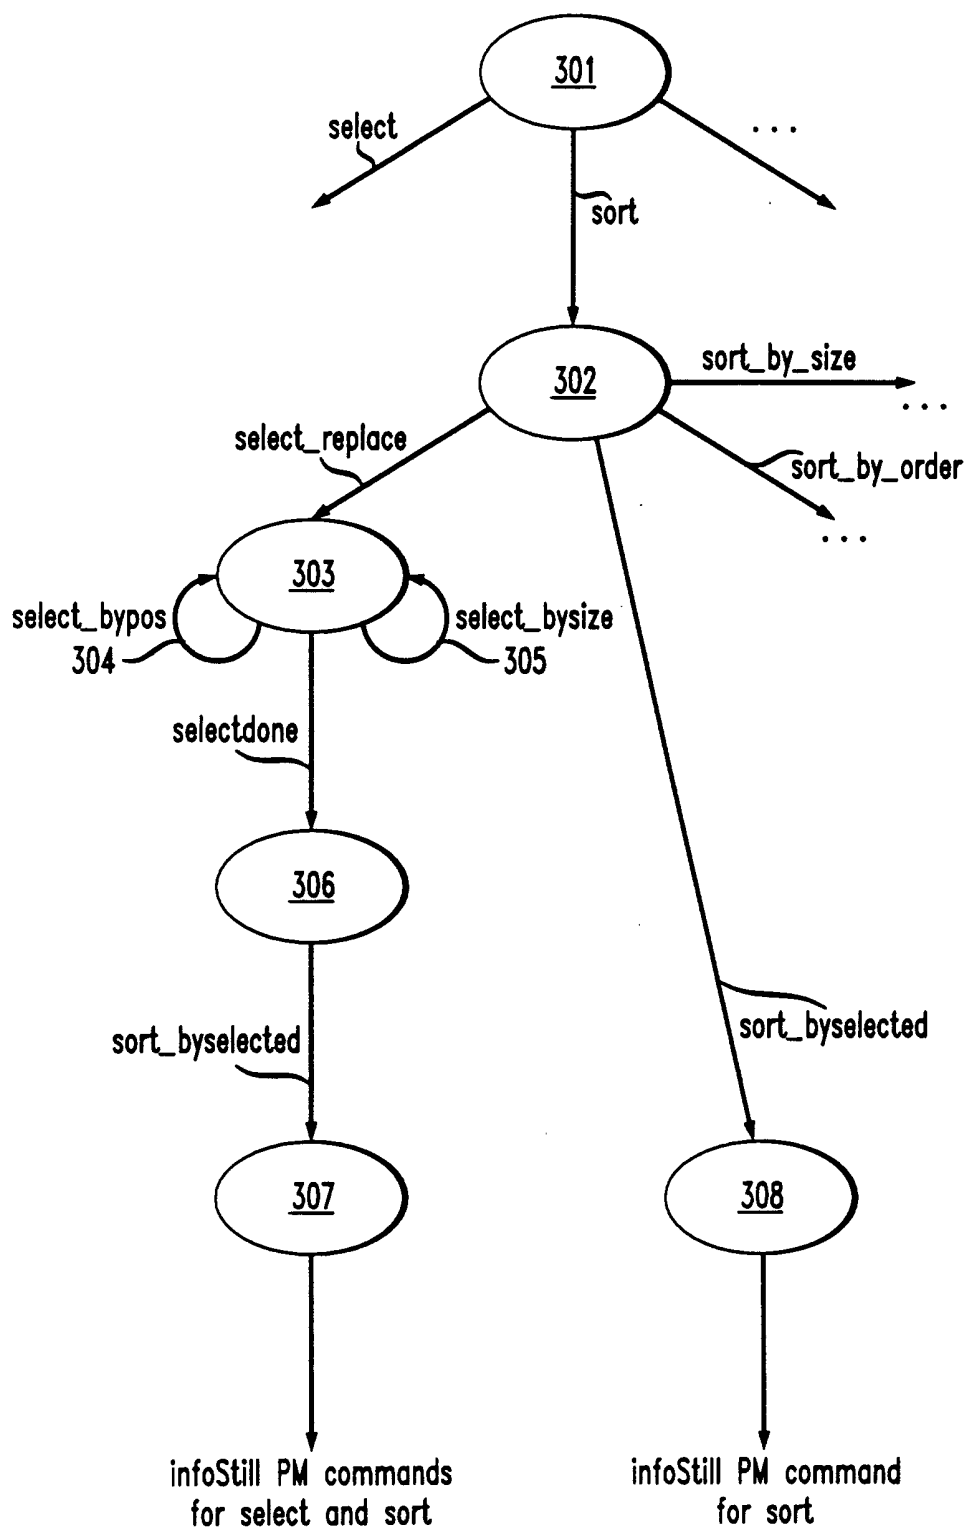 301
select
...
sort
302
sort_by_size
...
select_replace
sort_by_order
...
303
select_bypos
304
select_bysize
305
selectdone
306
sort_byselected
sort_byselected
307
308
infoStill PM commands
for select and sort
infoStill PM command
for sort